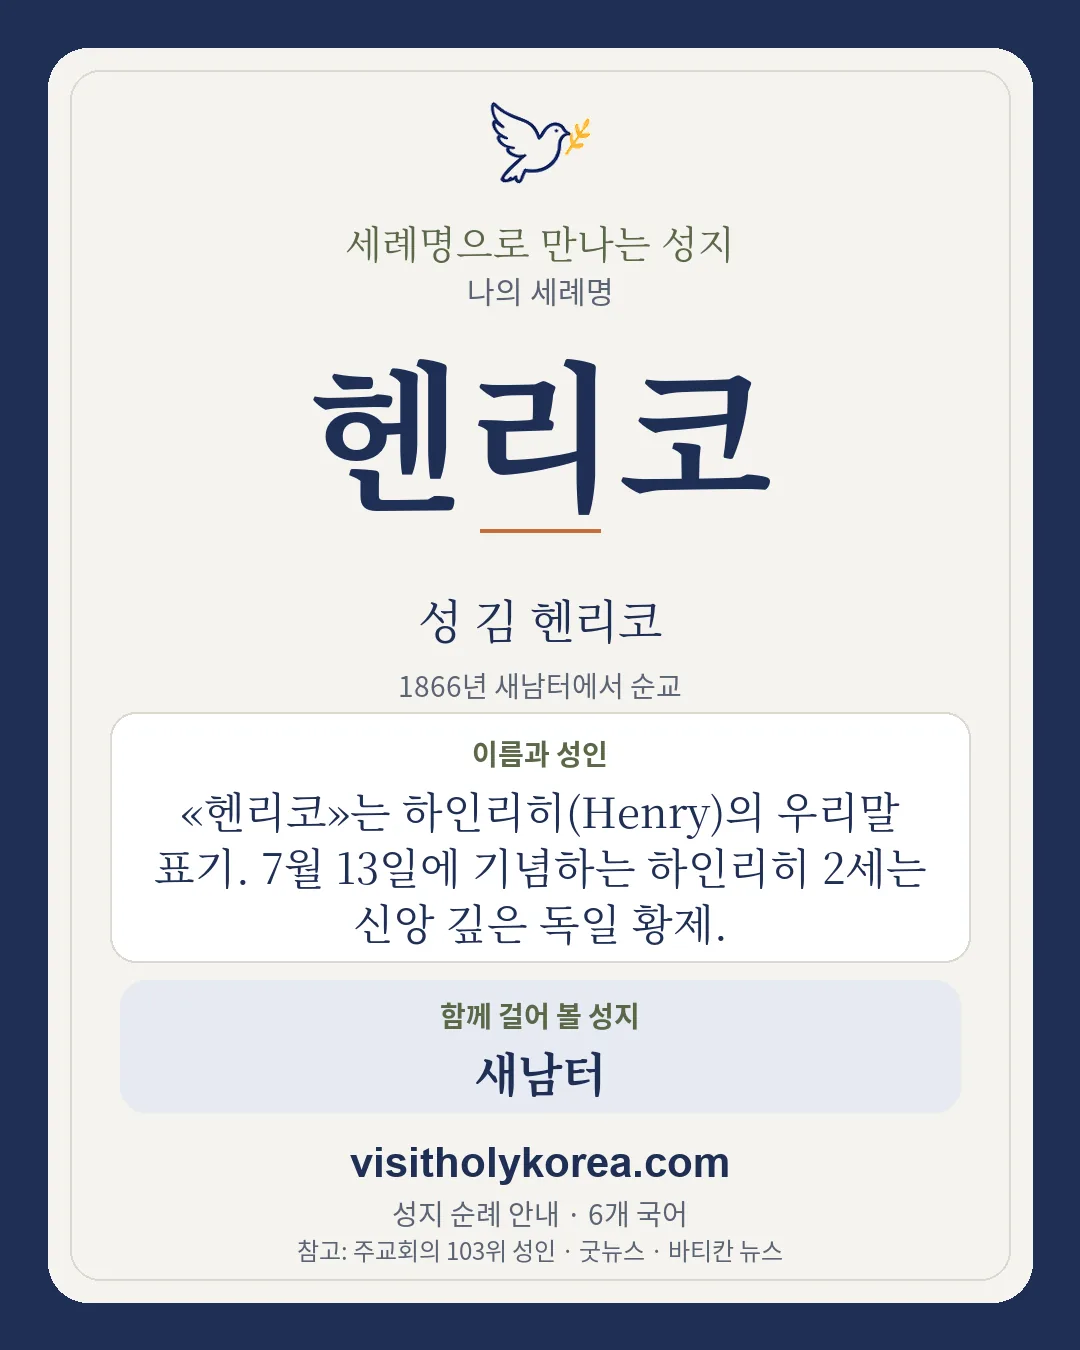 세례명으로 만나는 성지
나의 세례명
헨리코
성 김 헨리코
1866년 새남터에서 순교
이름과 성인
«헨리코»는 하인리히(Henry)의 우리말
표기. 7월 13일에 기념하는 하인리히 2세는
신앙 깊은 독일 황제.
함께 걸어 볼 성지
새남터
visitholykorea.com
성지 순례 안내 · 6개 국어
참고: 주교회의 103위 성인 · 굿뉴스 · 바티칸 뉴스